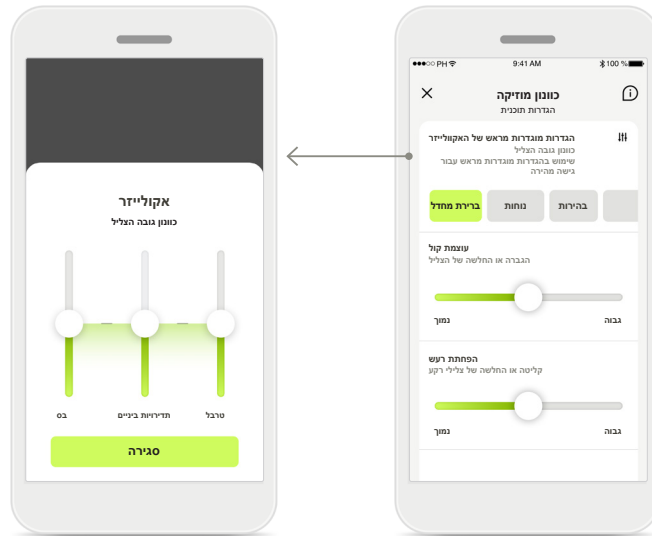 אקולייזר
כוונון גובה הצליל
בס
תדירויות ביניים
טרבל
סגירה
PH
9:41 AM
100 %
כוונון מוזיקה
הגדרות תוכנית
הגדרות מוגדרות מראש של האקוולייזר
כוונון גובה הצליל
שימוש בהגדרות מוגדרות מראש עבור
גישה מהירה
ברירת מחדל
נוחות
בהירות
עוצמת קול
הגברה או החלשה של הצליל
נמוך
גבוה
הפחתת רעש
קליטה או החלשה של צלילי רקע
נמוך
גבוה